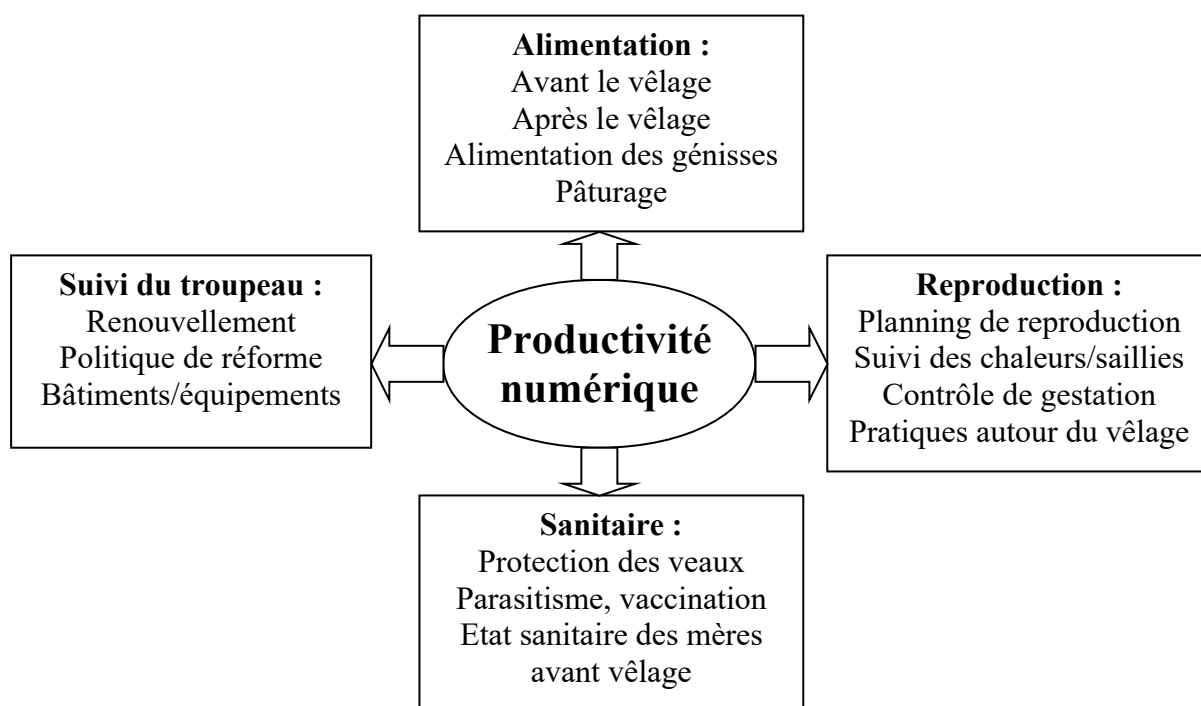 Alimentation :
Avant le vêlage
Après le vêlage
Alimentation des génisses
Pâturage
Suivi du troupeau :
Renouvellement
Politique de réforme
Bâtiments/équipements
Productivité
numérique
Reproduction :
Planning de reproduction
Suivi des chaleurs/saillies
Contrôle de gestation
Pratiques autour du vêlage
Sanitaire :
Protection des veaux
Parasitisme, vaccination
Etat sanitaire des mères
avant vêlage